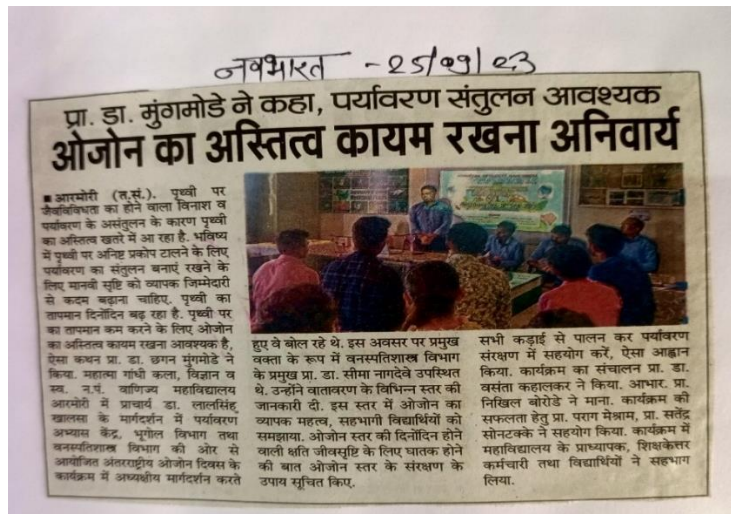 नवभारत - २५/०९/२३
प्रा. डा. मुंगमोडे ने कहा, पर्यावरण संतुलन आवश्यक
ओजोन का अस्तित्व कायम रखना अनिवार्य
■ आरमोरी (त.सं.). पृथ्वी पर
जैवविविधता का होने वाला विनाश व
पर्यावरण के असंतुलन के कारण पृथ्वी
का अस्तित्व खतरे में आ रहा है. भविष्य
में पृथ्वी पर अनिष्ट प्रकोप टालने के लिए
पर्यावरण का संतुलन बनाएं रखने के
लिए मानवी सृष्टि को व्यापक जिम्मेदारी
से कदम बढ़ाना चाहिए. पृथ्वी का
तापमान दिनोंदिन बढ़ रहा है. पृथ्वी पर
का तापमान कम करने के लिए ओजोन
का अस्तित्व कायम रखना आवश्यक है,
ऐसा कथन प्रा. डा. छगन मुंगमोडे ने
किया. महात्मा गांधी कला, विज्ञान व
स्व. न.पं. वाणिज्य महाविद्यालय
आरमोरी में प्राचार्य डा. लालसिंह
खालसा के मार्गदर्शन में पर्यावरण
अभ्यास केंद्र, भूगोल विभाग तथा
वनस्पतिशास्त्र विभाग की ओर से
आयोजित अंतरराष्ट्रीय ओजोन दिवस के
कार्यक्रम में अध्यक्षीय मार्गदर्शन करते
हुए वे बोल रहे थे. इस अवसर पर प्रमुख
वक्ता के रूप में वनस्पतिशास्त्र विभाग
के प्रमुख प्रा. डा. सीमा नागदेवे उपस्थित
थे. उन्होंने वातावरण के विभिन्न स्तर की
जानकारी दी. इस स्तर में ओजोन का
व्यापक महत्व, सहभागी विद्यार्थियों को
समझाया. ओजोन स्तर की दिनोंदिन होने
वाली क्षति जीवसृष्टि के लिए घातक होने
की बात ओजोन स्तर के संरक्षण के
उपाय सूचित किए.
सभी कड़ाई से पालन कर पर्यावरण
संरक्षण में सहयोग करें, ऐसा आह्वान
किया. कार्यक्रम का संचालन प्रा. डा.
वसंता कहालकर ने किया. आभार. प्रा.
निखिल बोरोडे ने माना. कार्यक्रम की
सफलता हेतु प्रा. पराग मेश्राम, प्रा. सतेंद्र
सोनटक्के ने सहयोग किया. कार्यक्रम में
महाविद्यालय के प्राध्यापक, शिक्षकेत्तर
कर्मचारी तथा विद्यार्थियों ने सहभाग
लिया.